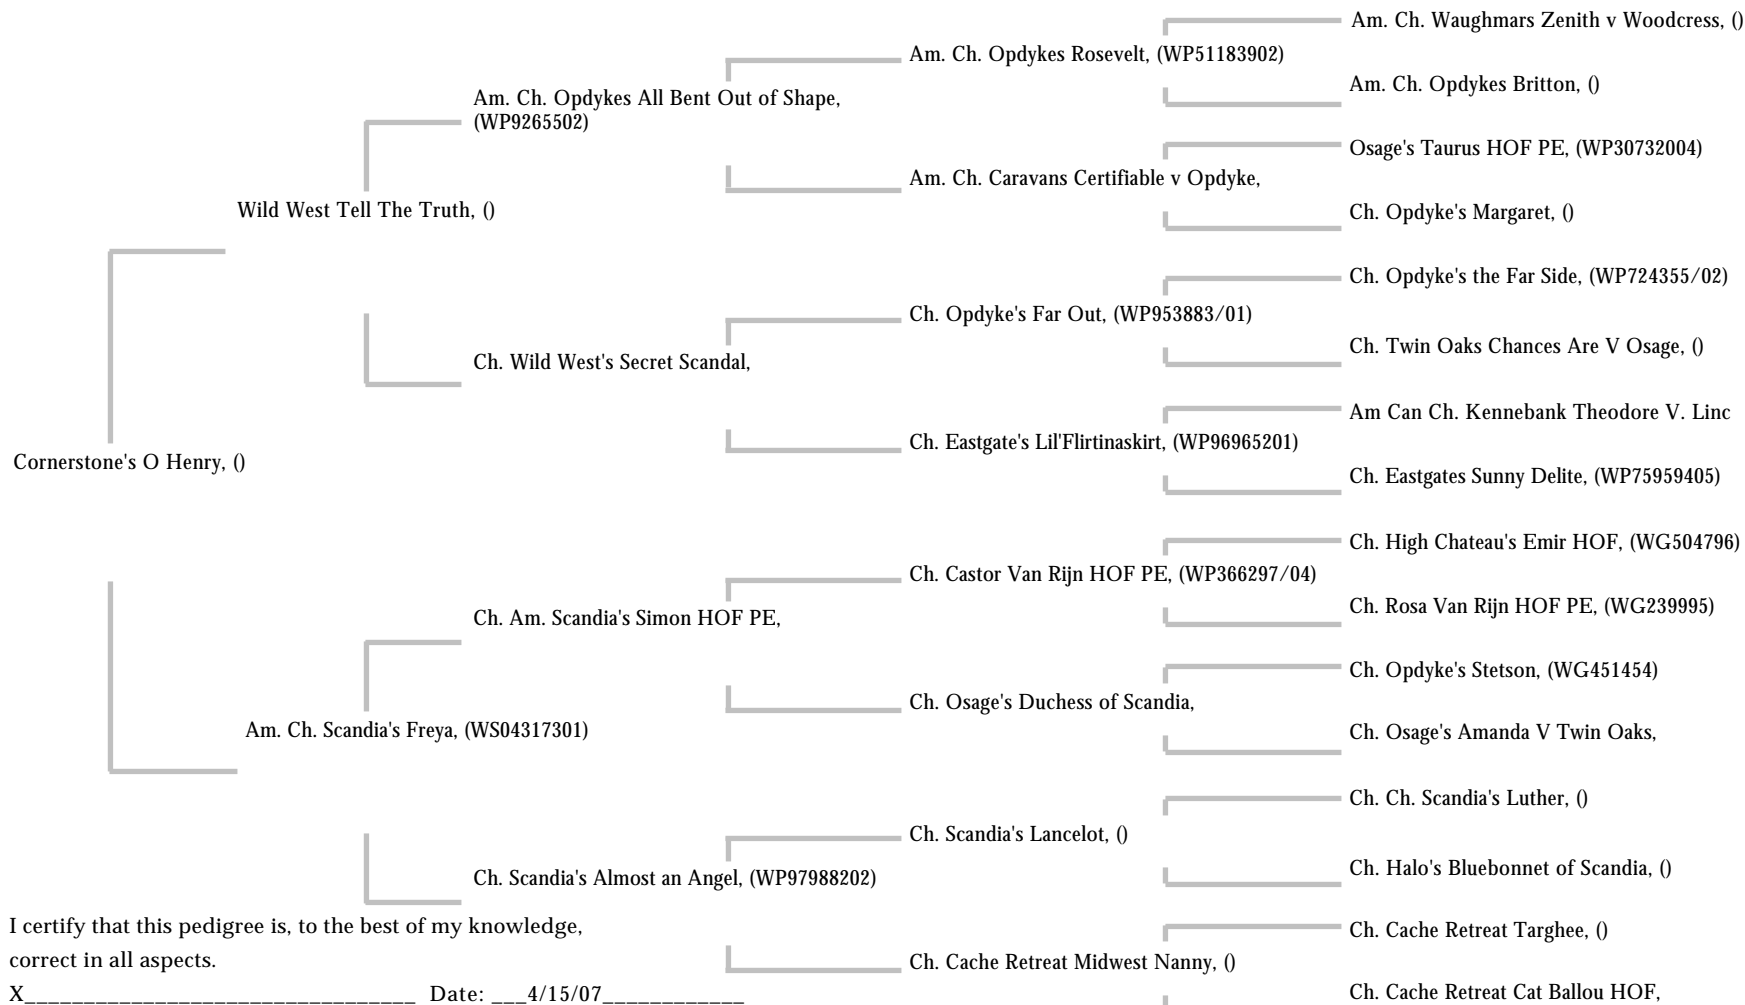 Am. Ch. Waughmars Zenith v Woodcress, ()
Am. Ch. Opdykes Rosevelt, (WP51183902)
Am. Ch. Opdykes Britton, ()
Am. Ch. Opdykes All Bent Out of Shape,
(WP9265502)
Osage's Taurus HOF PE, (WP30732004)
Am. Ch. Caravans Certifiable v Opdyke,
Ch. Opdyke's Margaret, ()
Wild West Tell The Truth, ()
Ch. Opdyke's the Far Side, (WP724355/02)
Ch. Opdyke's Far Out, (WP953883/01)
Ch. Twin Oaks Chances Are V Osage, ()
Ch. Wild West's Secret Scandal,
Am Can Ch. Kennebank Theodore V. Linc
Ch. Eastgate's Lil'Flirtinaskirt, (WP96965201)
Ch. Eastgates Sunny Delite, (WP75959405)
Cornerstone's O Henry, ()
Ch. High Chateau's Emir HOF, (WG504796)
Ch. Castor Van Rijn HOF PE, (WP366297/04)
Ch. Rosa Van Rijn HOF PE, (WG239995)
Ch. Am. Scandia's Simon HOF PE,
Ch. Opdyke's Stetson, (WG451454)
Ch. Osage's Duchess of Scandia,
Ch. Osage's Amanda V Twin Oaks,
Am. Ch. Scandia's Freya, (WS04317301)
Ch. Ch. Scandia's Luther, ()
Ch. Scandia's Lancelot, ()
Ch. Halo's Bluebonnet of Scandia, ()
Ch. Scandia's Almost an Angel, (WP97988202)
Ch. Cache Retreat Targhee, ()
Ch. Cache Retreat Midwest Nanny, ()
Ch. Cache Retreat Cat Ballou HOF,
I certify that this pedigree is, to the best of my knowledge,
correct in all aspects.
X_________________________________ Date: ___4/15/07____________